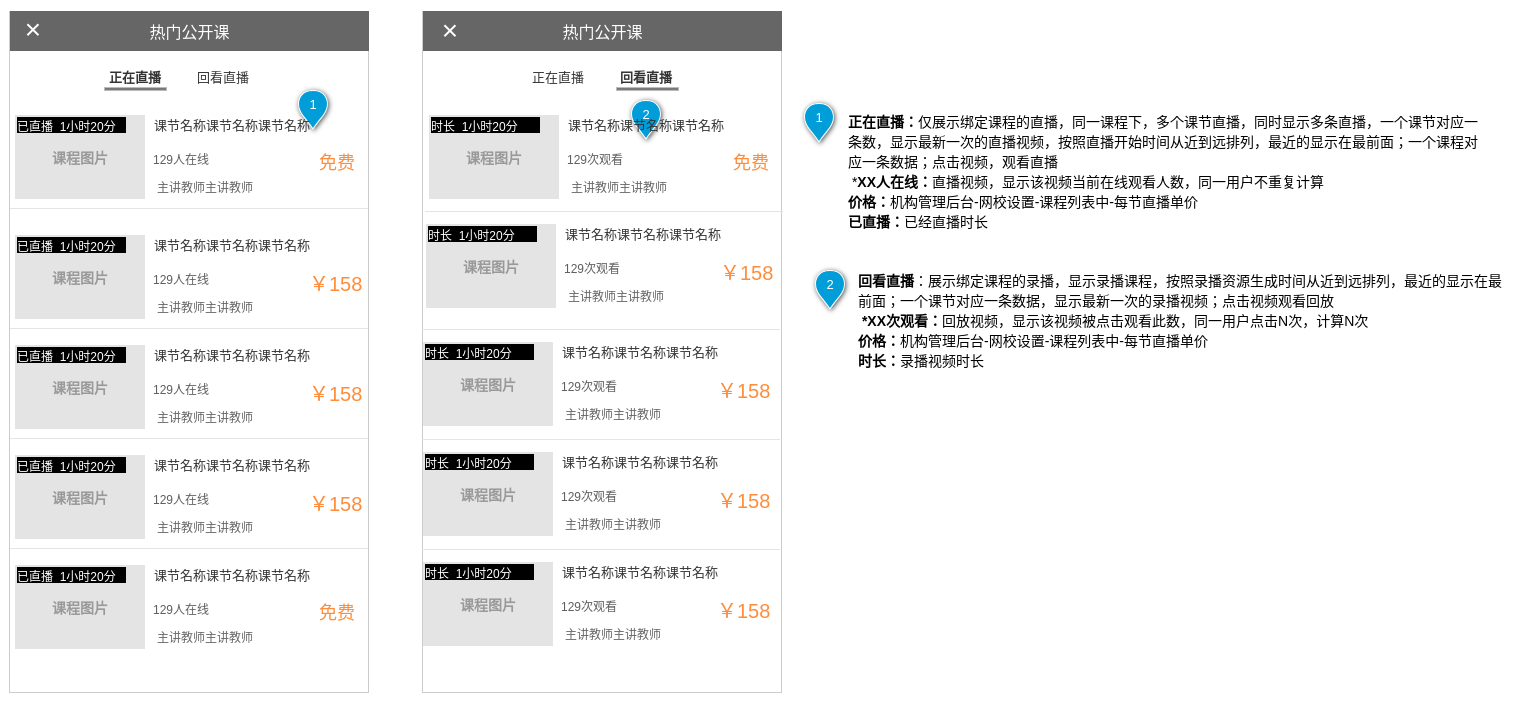 × 热门公开课
正在直播 回看直播
1
已直播 1小时20分 课节名称课节名称课节名称
课程图片 129人在线 免费
主讲教师主讲教师
已直播 1小时20分 课节名称课节名称课节名称
课程图片 129人在线 ￥158
主讲教师主讲教师
已直播 1小时20分 课节名称课节名称课节名称
课程图片 129人在线 ￥158
主讲教师主讲教师
已直播 1小时20分 课节名称课节名称课节名称
课程图片 129人在线 ￥158
主讲教师主讲教师
已直播 1小时20分 课节名称课节名称课节名称
课程图片 129人在线 免费
主讲教师主讲教师
× 热门公开课
正在直播 回看直播
2
时长 1小时20分 课节名称课节名称课节名称
课程图片 129次观看 免费
主讲教师主讲教师
时长 1小时20分 课节名称课节名称课节名称
课程图片 129次观看 ￥158
主讲教师主讲教师
时长 1小时20分 课节名称课节名称课节名称
课程图片 129次观看 ￥158
主讲教师主讲教师
时长 1小时20分 课节名称课节名称课节名称
课程图片 129次观看 ￥158
主讲教师主讲教师
时长 1小时20分 课节名称课节名称课节名称
课程图片 129次观看 ￥158
主讲教师主讲教师
1
正在直播：仅展示绑定课程的直播，同一课程下，多个课节直播，同时显示多条直播，一个课节对应一
条数，显示最新一次的直播视频，按照直播开始时间从近到远排列，最近的显示在最前面；一个课程对
应一条数据；点击视频，观看直播
*XX人在线：直播视频，显示该视频当前在线观看人数，同一用户不重复计算
价格：机构管理后台-网校设置-课程列表中-每节直播单价
已直播：已经直播时长
2
回看直播：展示绑定课程的录播，显示录播课程，按照录播资源生成时间从近到远排列，最近的显示在最
前面；一个课节对应一条数据，显示最新一次的录播视频；点击视频观看回放
*XX次观看：回放视频，显示该视频被点击观看此数，同一用户点击N次，计算N次
价格：机构管理后台-网校设置-课程列表中-每节直播单价
时长：录播视频时长